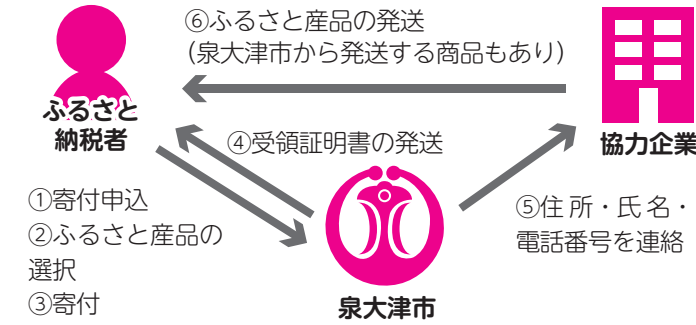 ⑥ふるさと産品の発送
（泉大津市から発送する商品もあり）
ふるさと
納税者
協力企業
④受領証明書の発送
①寄付申込
②ふるさと産品の
選択
③寄付
⑤住所・氏名・
電話番号を連絡
泉大津市